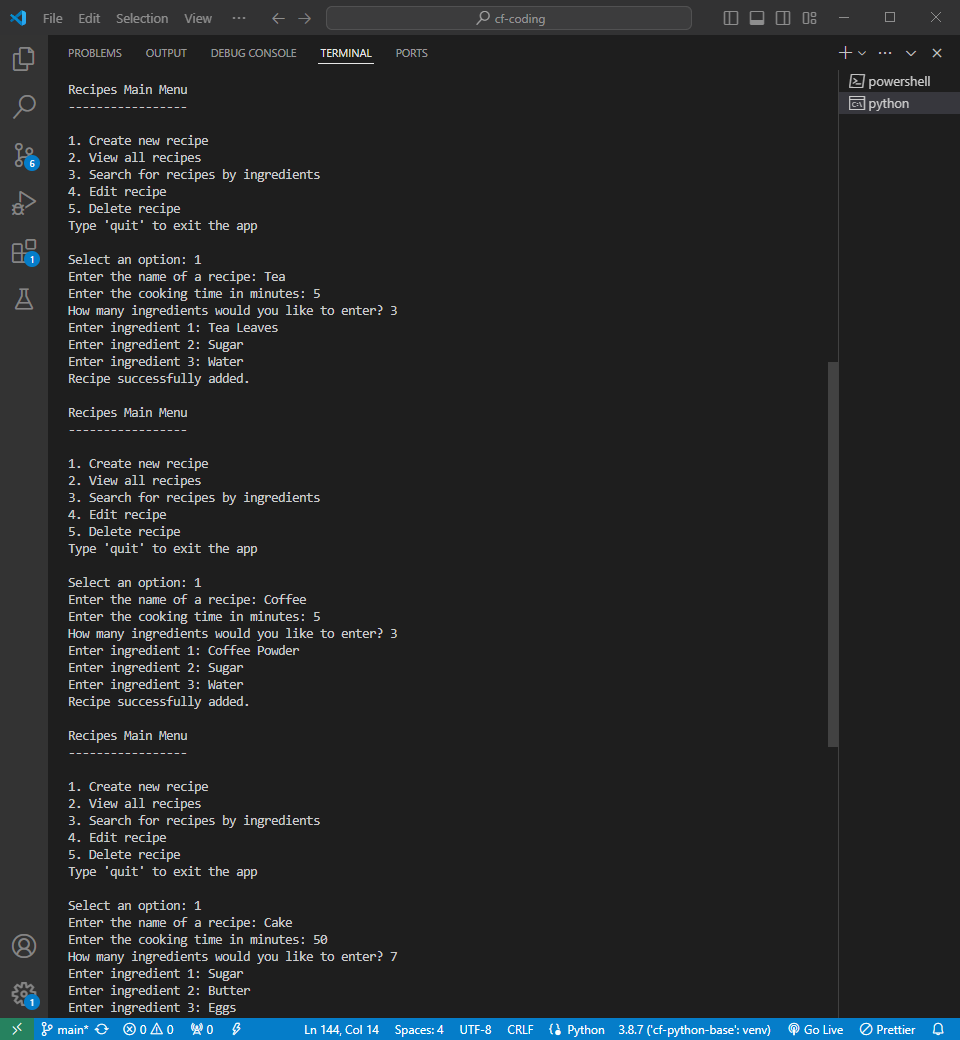 File Edit Selection View ··· cf-coding
PROBLEMS OUTPUT DEBUG CONSOLE TERMINAL PORTS
powershell
python
Recipes Main Menu
-----------------
1. Create new recipe
2. View all recipes
3. Search for recipes by ingredients
4. Edit recipe
5. Delete recipe
Type 'quit' to exit the app
Select an option: 1
Enter the name of a recipe: Tea
Enter the cooking time in minutes: 5
How many ingredients would you like to enter? 3
Enter ingredient 1: Tea Leaves
Enter ingredient 2: Sugar
Enter ingredient 3: Water
Recipe successfully added.
Recipes Main Menu
-----------------
1. Create new recipe
2. View all recipes
3. Search for recipes by ingredients
4. Edit recipe
5. Delete recipe
Type 'quit' to exit the app
Select an option: 1
Enter the name of a recipe: Coffee
Enter the cooking time in minutes: 5
How many ingredients would you like to enter? 3
Enter ingredient 1: Coffee Powder
Enter ingredient 2: Sugar
Enter ingredient 3: Water
Recipe successfully added.
Recipes Main Menu
-----------------
1. Create new recipe
2. View all recipes
3. Search for recipes by ingredients
4. Edit recipe
5. Delete recipe
Type 'quit' to exit the app
Select an option: 1
Enter the name of a recipe: Cake
Enter the cooking time in minutes: 50
How many ingredients would you like to enter? 7
Enter ingredient 1: Sugar
Enter ingredient 2: Butter
Enter ingredient 3: Eggs
6
1
1
main* 0 0 0 Ln 144, Col 14 Spaces: 4 UTF-8 CRLF Python 3.8.7 ('cf-python-base': venv) Go Live Prettier